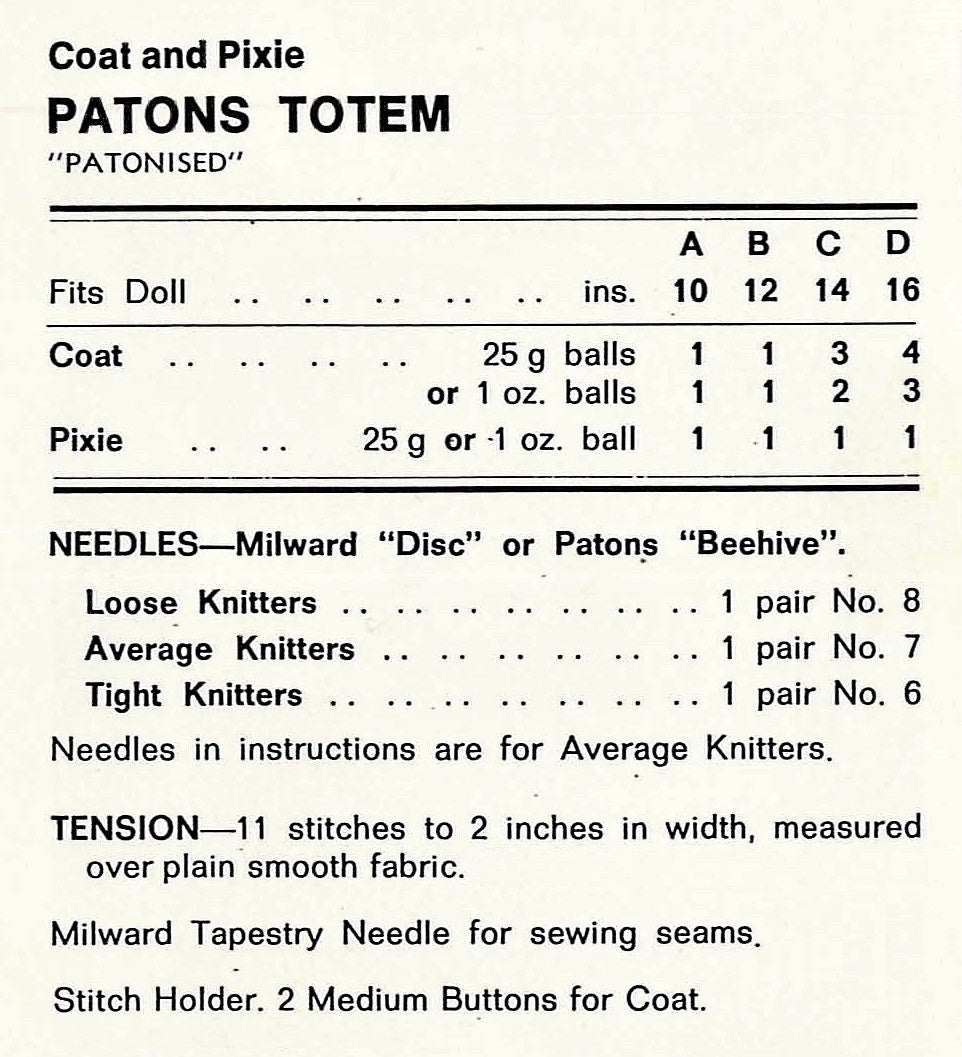 Coat and Pixie
PATONS TOTEM
"PATONISED"
A B C D
Fits Doll .. .. .. .. .. ins. 10 12 14 16
Coat .. .. .. .. 25 g balls 1 1 3 4
or 1 oz. balls 1 1 2 3
Pixie .. .. 25 g or 1 oz. ball 1 1 1 1
NEEDLES—Milward "Disc" or Patons "Beehive".
Loose Knitters .. .. .. .. .. .. .. 1 pair No. 8
Average Knitters .. .. .. .. .. .. 1 pair No. 7
Tight Knitters .. .. .. .. .. .. .. 1 pair No. 6
Needles in instructions are for Average Knitters.
TENSION—11 stitches to 2 inches in width, measured
over plain smooth fabric.
Milward Tapestry Needle for sewing seams.
Stitch Holder. 2 Medium Buttons for Coat.